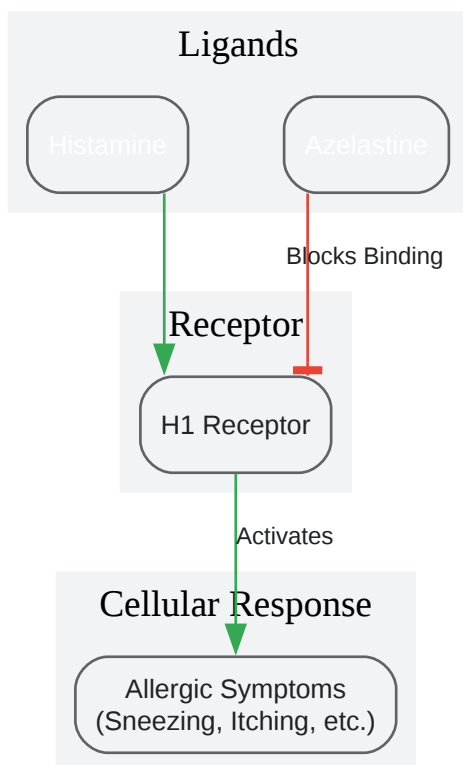 Ligands
Histamine
Azelastine
Blocks Binding
Receptor
H1 Receptor
Activates
Cellular Response
Allergic Symptoms
(Sneezing, Itching, etc.)